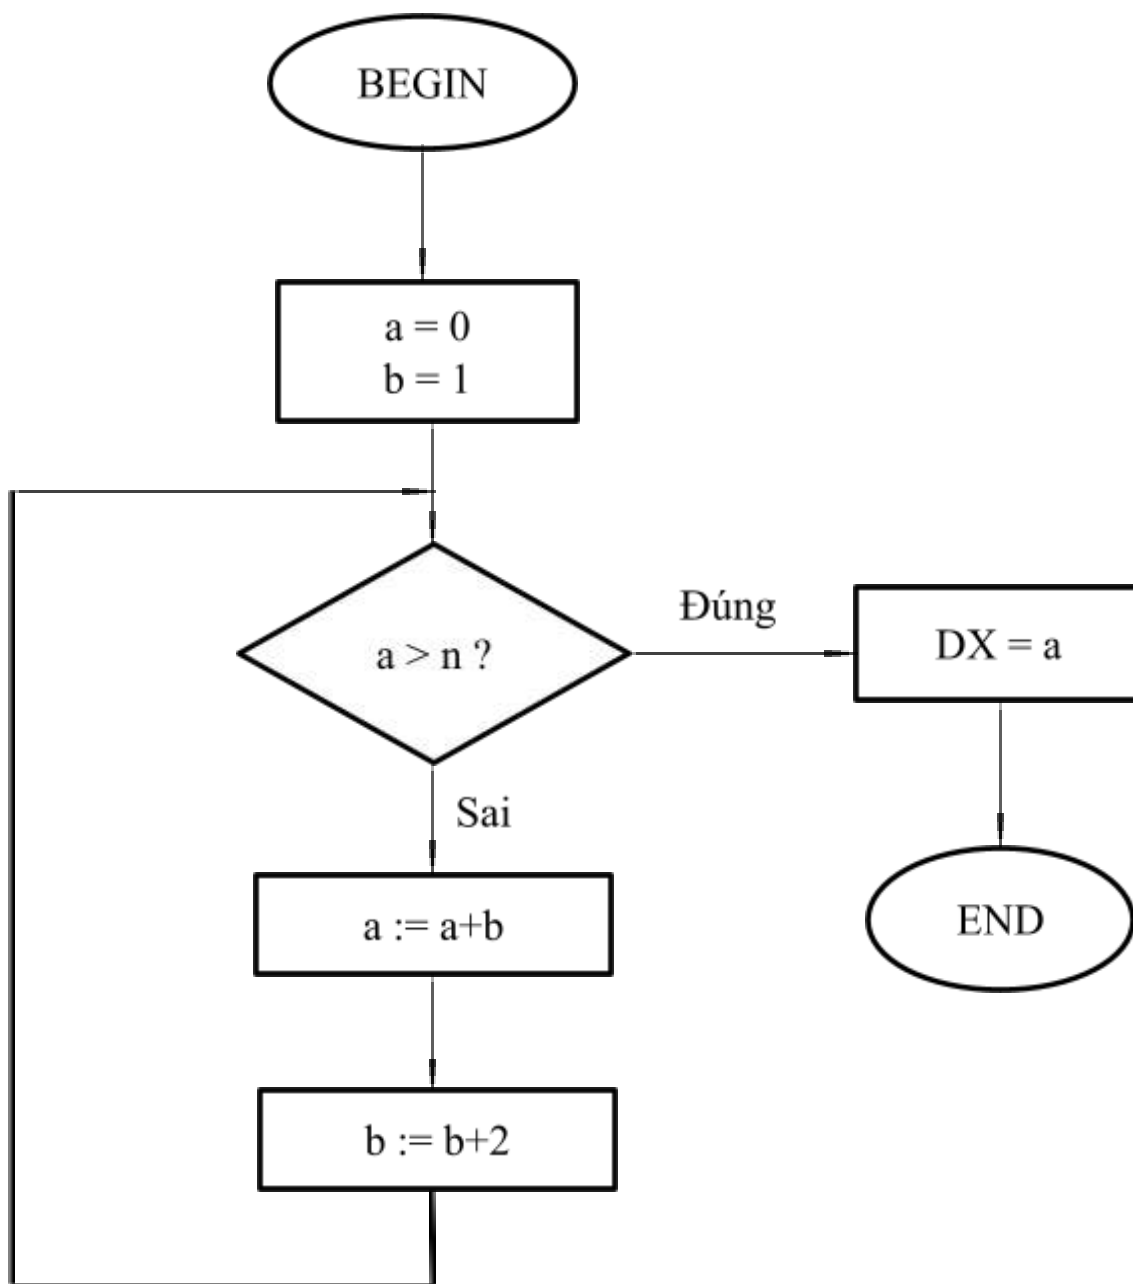 BEGIN
a = 0
b = 1
a > n ?
Đúng
DX = a
Sai
a := a+b
END
b := b+2